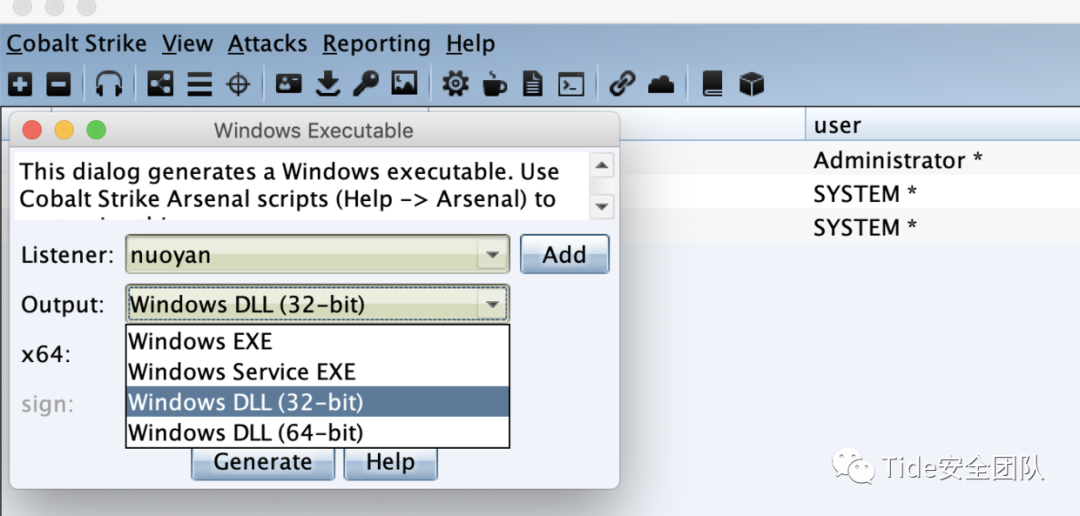 Cobalt Strike View Attacks Reporting Help
Windows Executable
user
This dialog generates a Windows executable. Use
Cobalt Strike Arsenal scripts (Help -> Arsenal) to
Administrator *
SYSTEM *
SYSTEM *
Listener: nuoyan Add
Output: Windows DLL (32-bit)
Windows EXE
x64:
Windows Service EXE
sign:
Windows DLL (32-bit)
Windows DLL (64-bit)
Generate Help
Tide安全团队